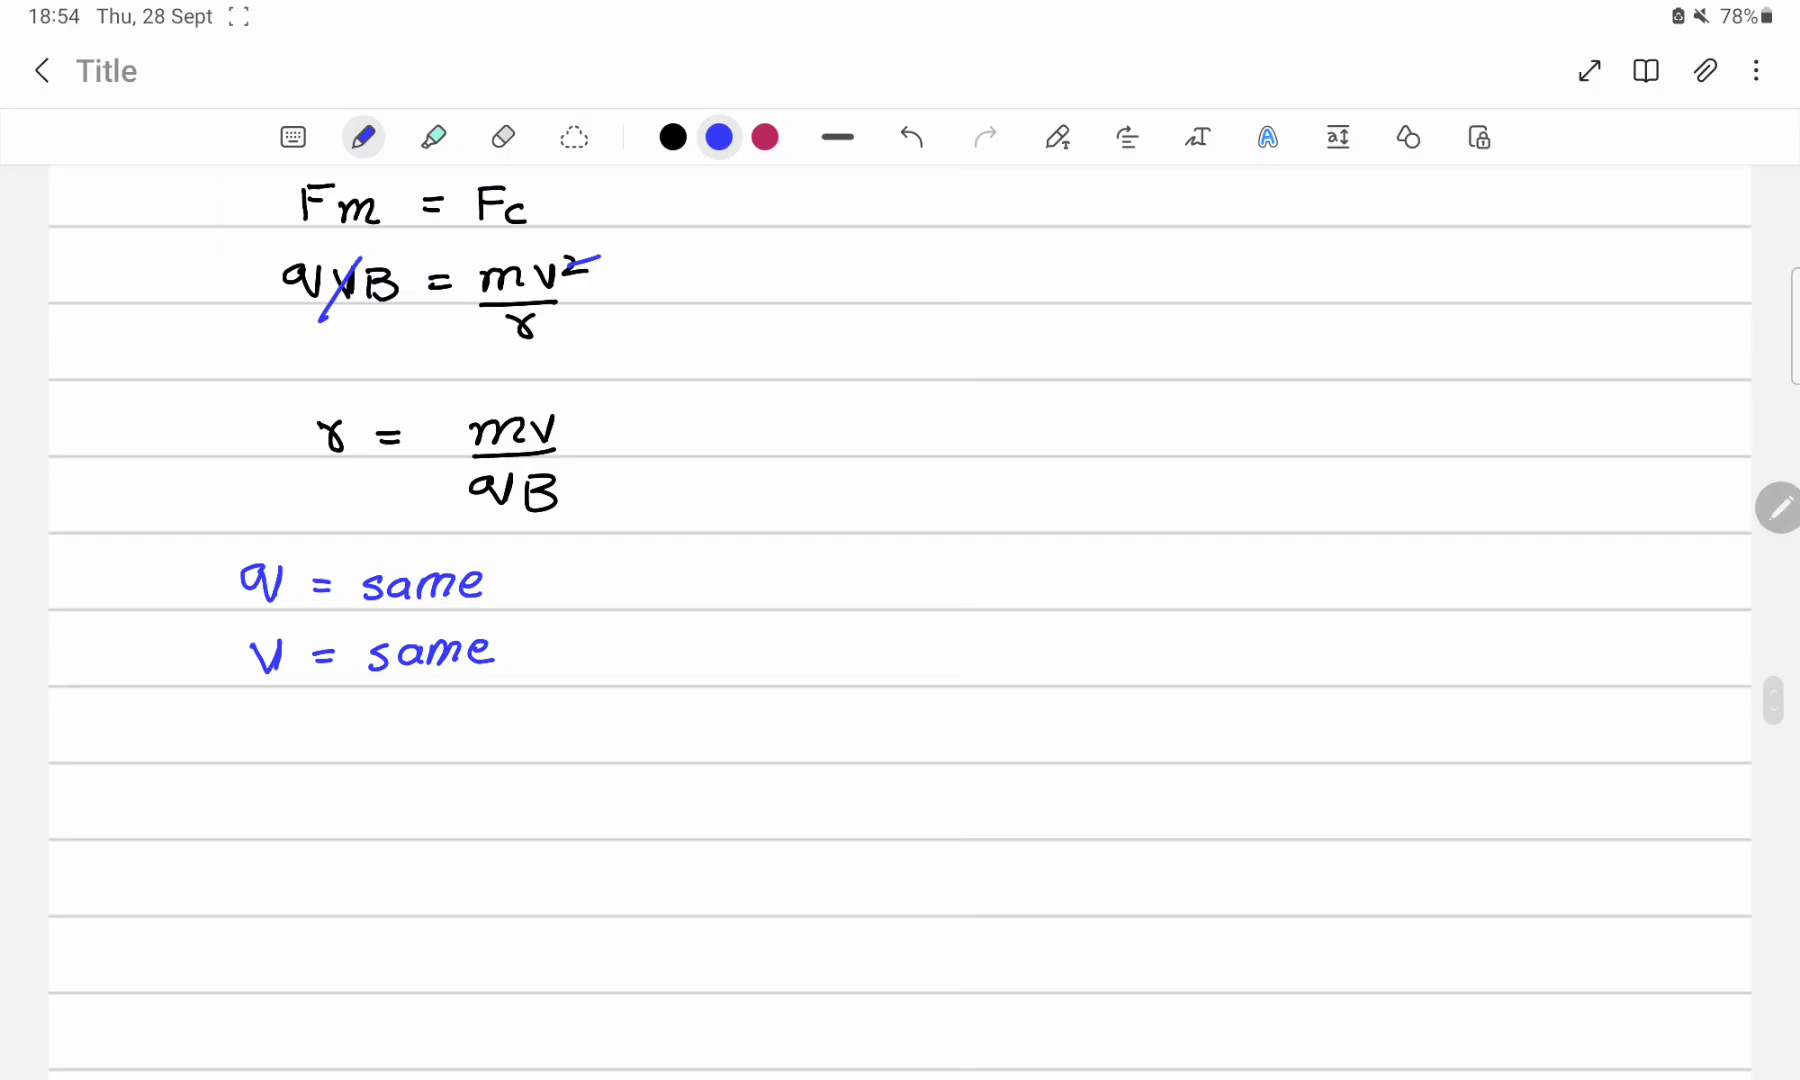 18:54 Thu, 28 Sept 78%
Title
Fm = Fc
qvB = mv²
r
r = mv
qB
q = same
v = same